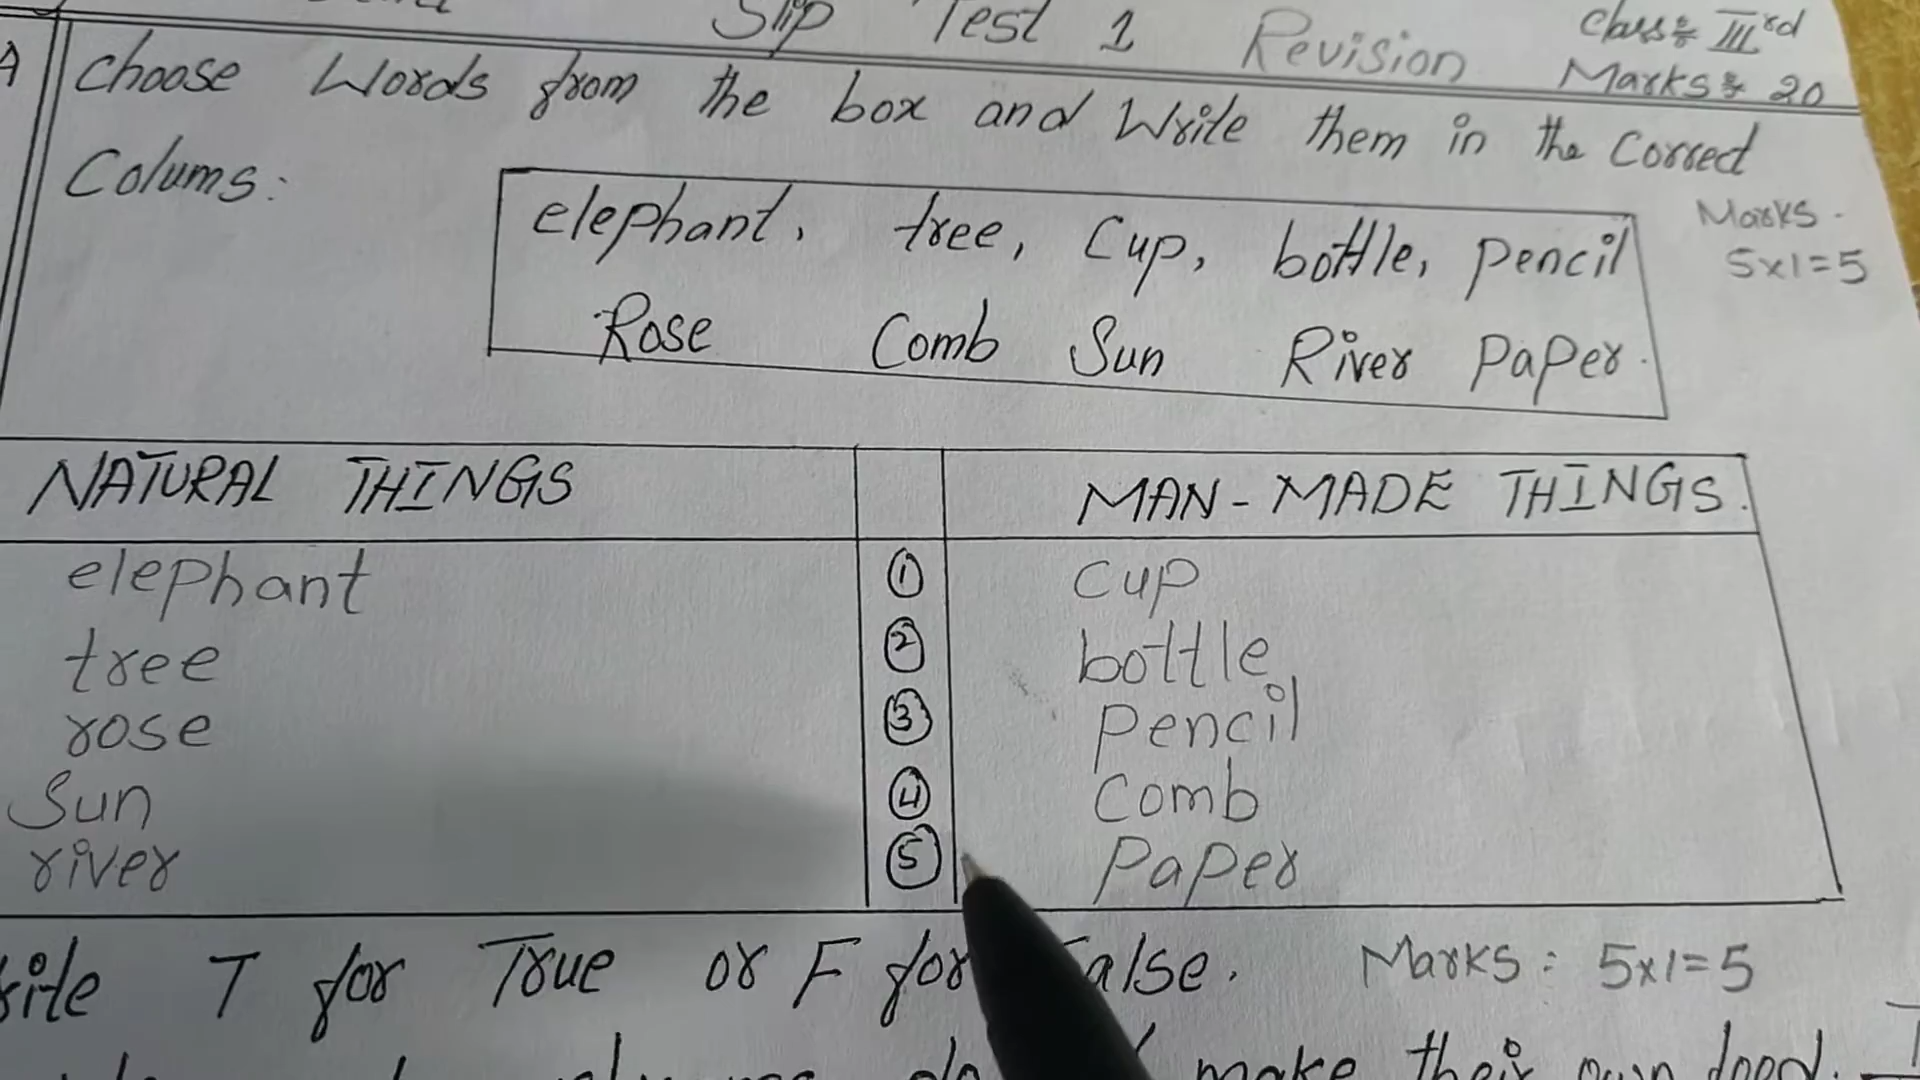 Slip Test 1 Revision Class: IIIrd
Marks: 20
A Choose Words from the box and Write them in the Correct
Colums:
Marks.
5x1=5
elephant, tree, Cup, bottle, pencil
Rose Comb Sun River Paper.
NATURAL THINGS MAN-MADE THINGS.
elephant 1 Cup
tree 2 bottle
rose 3 Pencil
Sun 4 Comb
river 5 Paper
T for True or F for False. Marks: 5x1=5
make their own food.